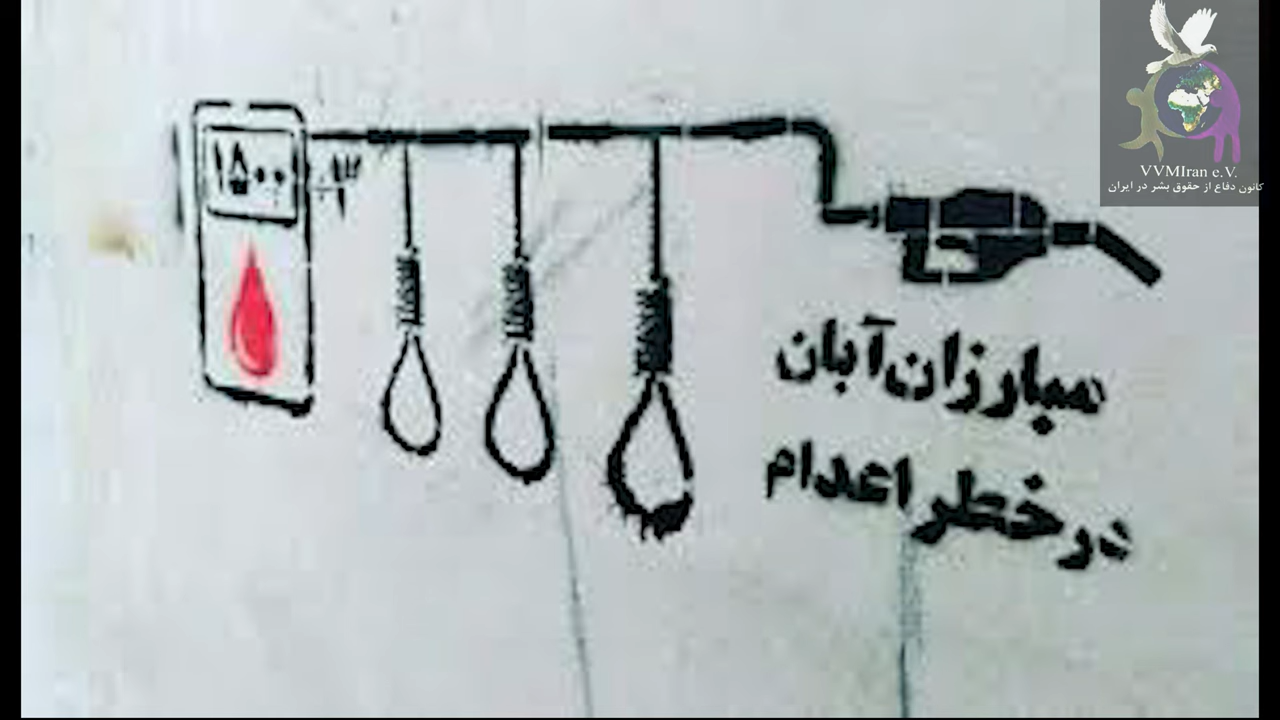 ۱۵۰۰
مبارزان آبان
در خطر اعدام
VVMIran e.V.
کانون دفاع از حقوق بشر در ایران